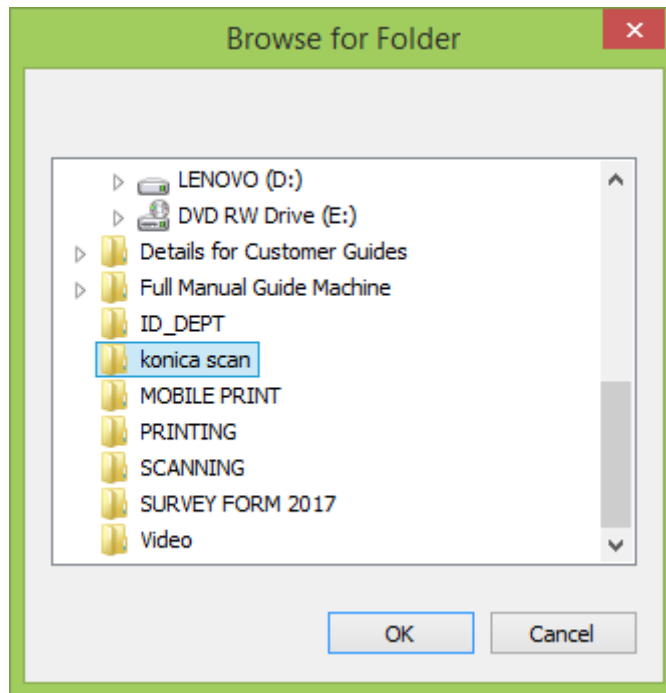 Browse for Folder
LENOVO (D:)
DVD RW Drive (E:)
Details for Customer Guides
Full Manual Guide Machine
ID_DEPT
konica scan
MOBILE PRINT
PRINTING
SCANNING
SURVEY FORM 2017
Video
OK Cancel